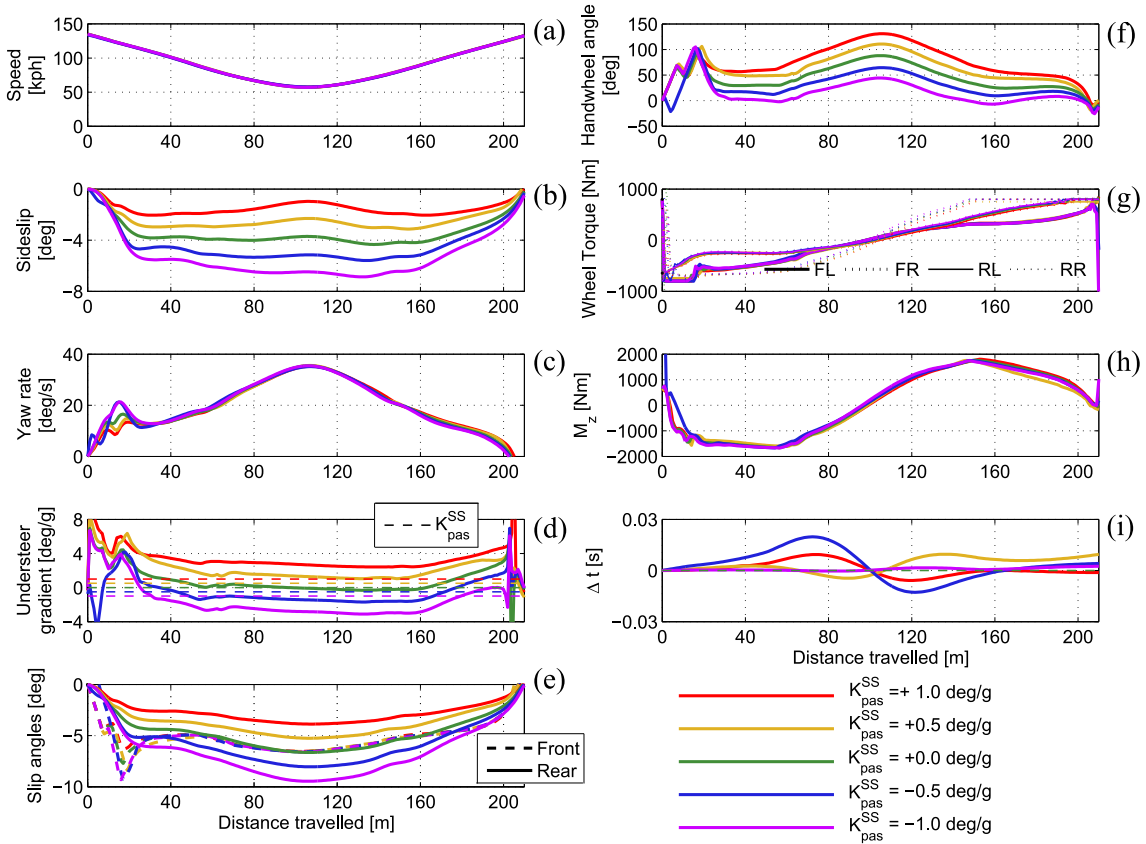 (a)
Speed
[kph]
150
100
50
0
0 40 80 120 160 200
(b)
Sideslip
[deg]
0
−4
−8
0 40 80 120 160 200
(c)
Yaw rate
[deg/s]
40
20
0
0 40 80 120 160 200
(d)
Understeer
gradient [deg/g]
8
4
0
−4
K^SS_pas
0 40 80 120 160 200
(e)
Slip angles [deg]
0
−5
−10
Front
Rear
0 40 80 120 160 200
Distance travelled [m]
(f)
Handwheel angle
[deg]
150
100
50
0
−50
0 40 80 120 160 200
(g)
Wheel Torque [Nm]
1000
0
−1000
FL FR RL RR
0 40 80 120 160 200
(h)
M_z [Nm]
2000
1000
0
−1000
−2000
0 40 80 120 160 200
(i)
Δ t [s]
0.03
0
−0.03
0 40 80 120 160 200
Distance travelled [m]
K^SS_pas =+ 1.0 deg/g
K^SS_pas = +0.5 deg/g
K^SS_pas = +0.0 deg/g
K^SS_pas = −0.5 deg/g
K^SS_pas = −1.0 deg/g